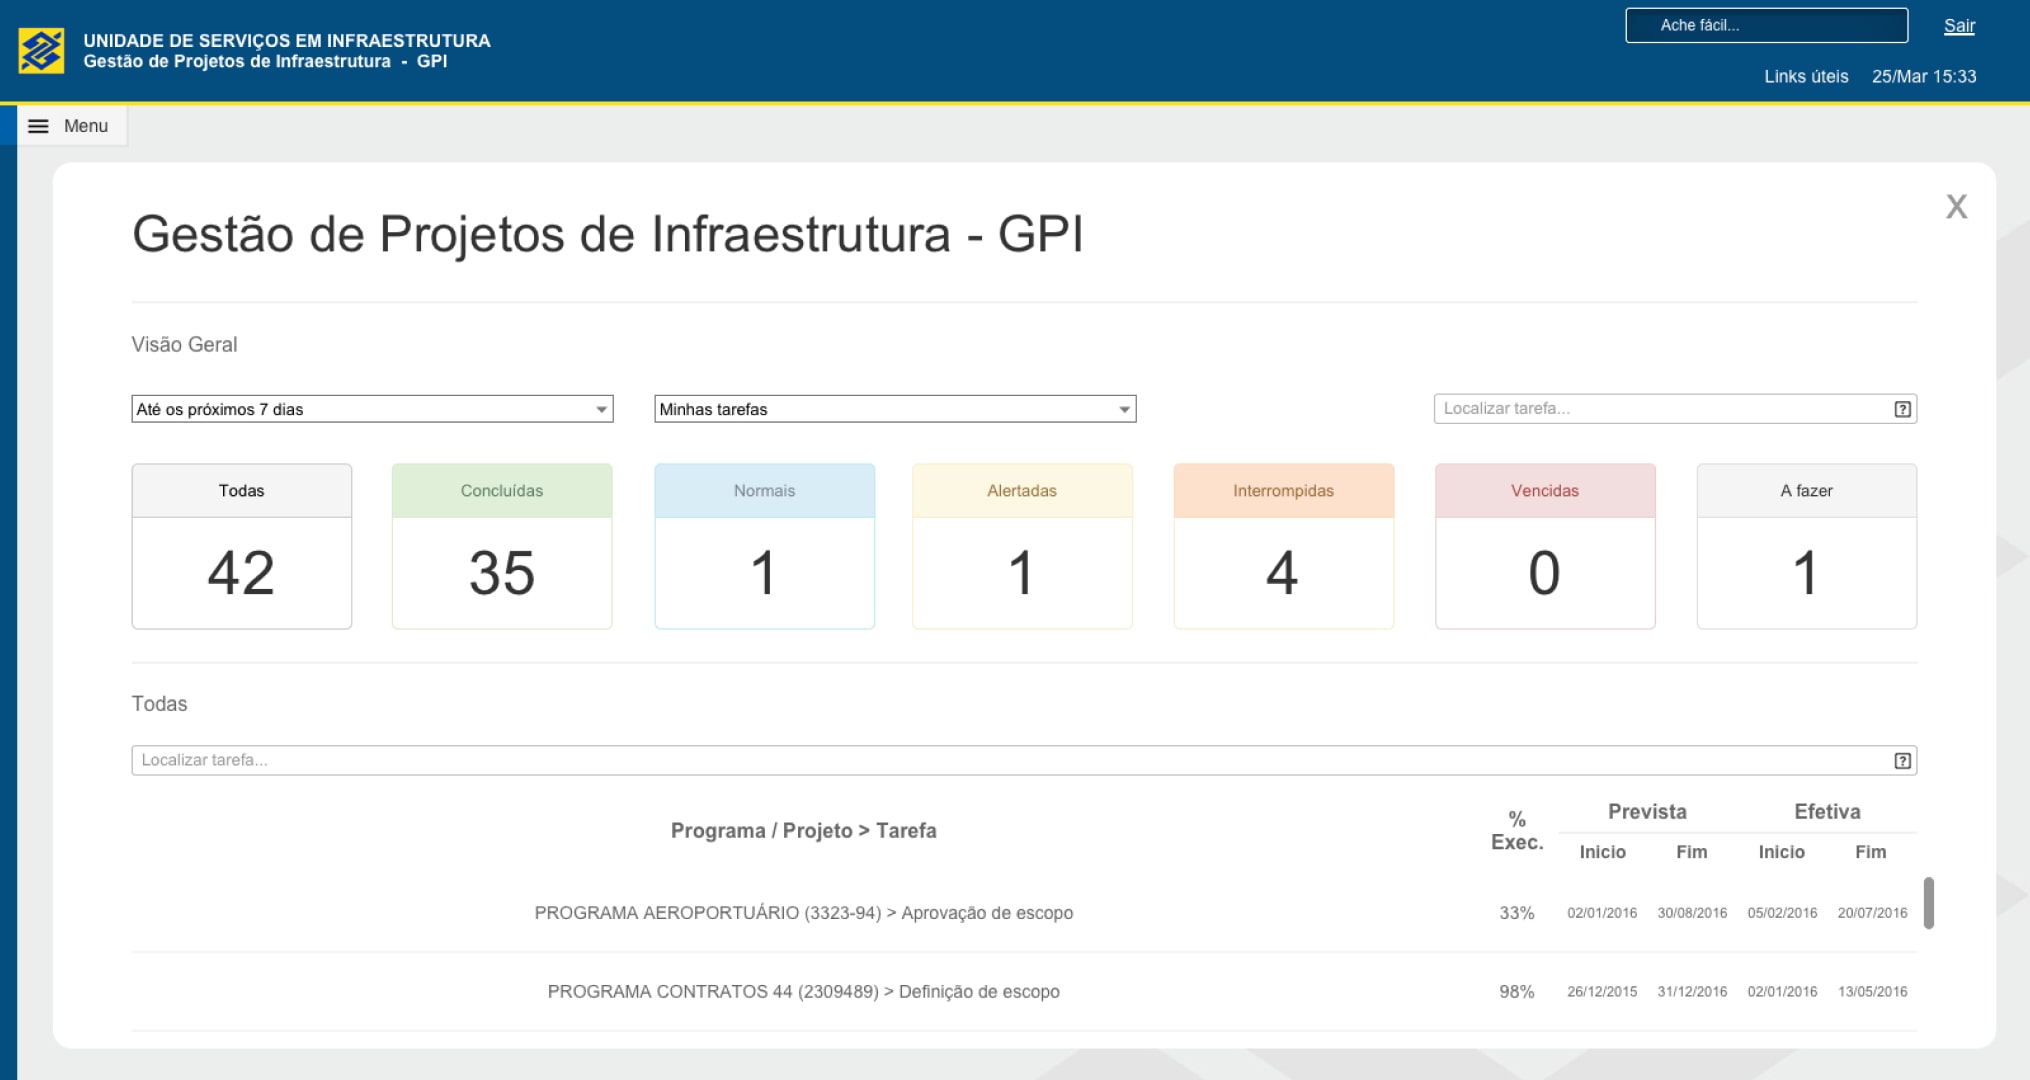 UNIDADE DE SERVIÇOS EM INFRAESTRUTURA
Gestão de Projetos de Infraestrutura - GPI
Ache fácil...
Sair
Links úteis
25/Mar 15:33
Menu
X
Gestão de Projetos de Infraestrutura - GPI
Visão Geral
Até os próximos 7 dias
Minhas tarefas
Localizar tarefa...
?
Todas
Concluídas
Normais
Alertadas
Interrompidas
Vencidas
A fazer
42
35
1
1
4
0
1
Todas
Localizar tarefa...
?
Programa / Projeto > Tarefa
% Exec.
Prevista
Efetiva
Inicio
Fim
Inicio
Fim
PROGRAMA AEROPORTUÁRIO (3323-94) > Aprovação de escopo 33% 02/01/2016 30/08/2016 05/02/2016 20/07/2016
PROGRAMA CONTRATOS 44 (2309489) > Definição de escopo 98% 26/12/2015 31/12/2016 02/01/2016 13/05/2016